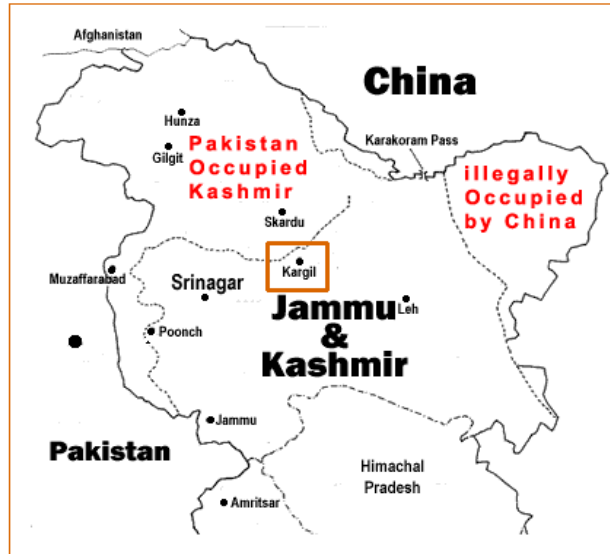 Afghanistan
China
Hunza
Karakoram Pass
Gilgit
Pakistan
Occupied
Kashmir
illegally
Occupied
by China
Skardu
Kargil
Muzaffarabad
Srinagar
Jammu
&
Kashmir
Leh
Poonch
Jammu
Pakistan
Himachal
Pradesh
Amritsar